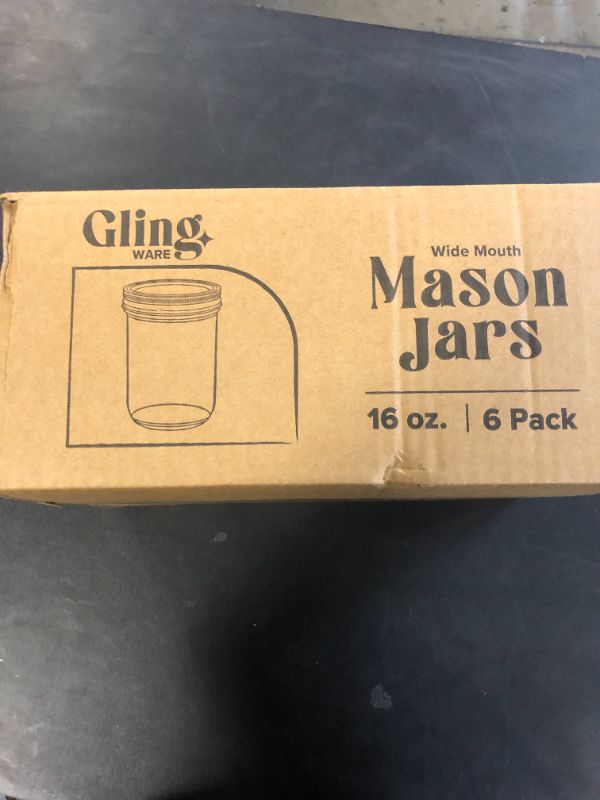 Gling
WARE
Wide Mouth
Mason
Jars
16 oz. | 6 Pack